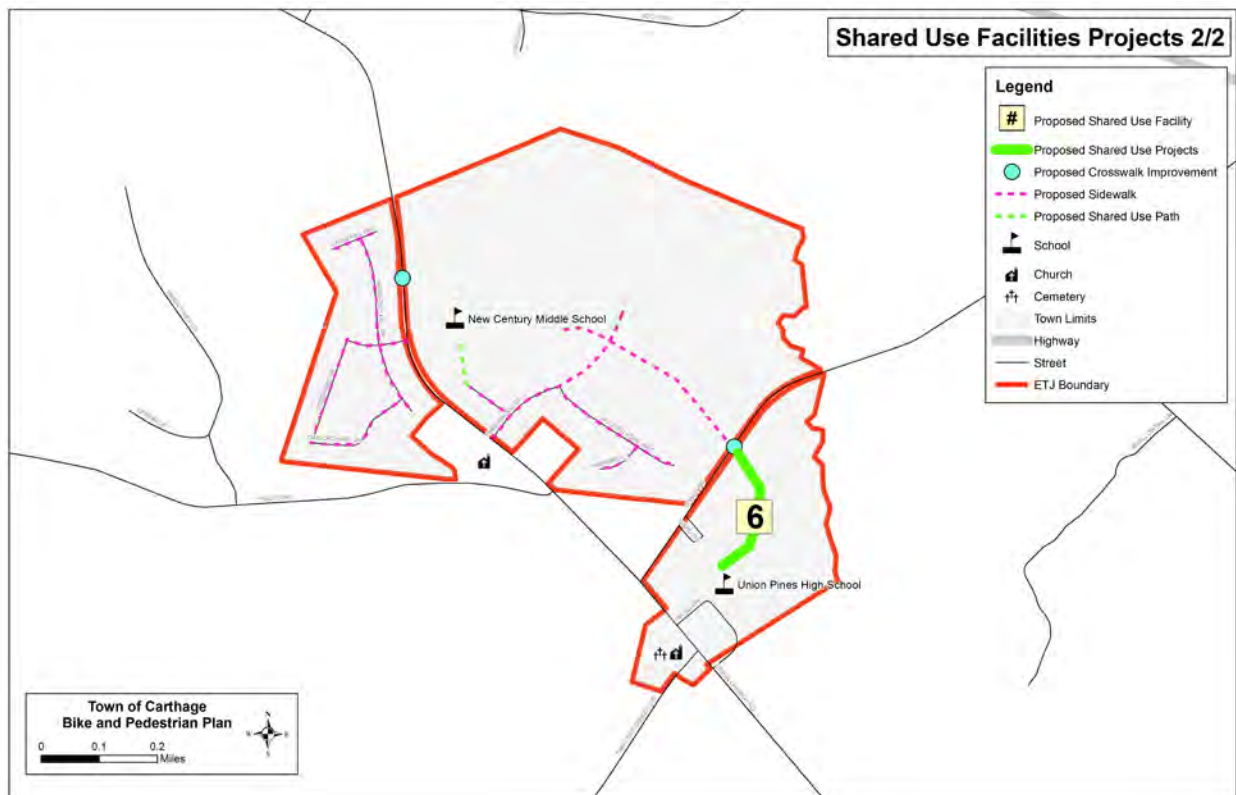 Shared Use Facilities Projects 2/2
Legend
# Proposed Shared Use Facility
Proposed Shared Use Projects
Proposed Crosswalk Improvement
Proposed Sidewalk
Proposed Shared Use Path
School
Church
Cemetery
Town Limits
Highway
Street
ETJ Boundary
New Century Middle School
6
Union Pines High School
Town of Carthage
Bike and Pedestrian Plan
N
W E
S
0 0.1 0.2
Miles